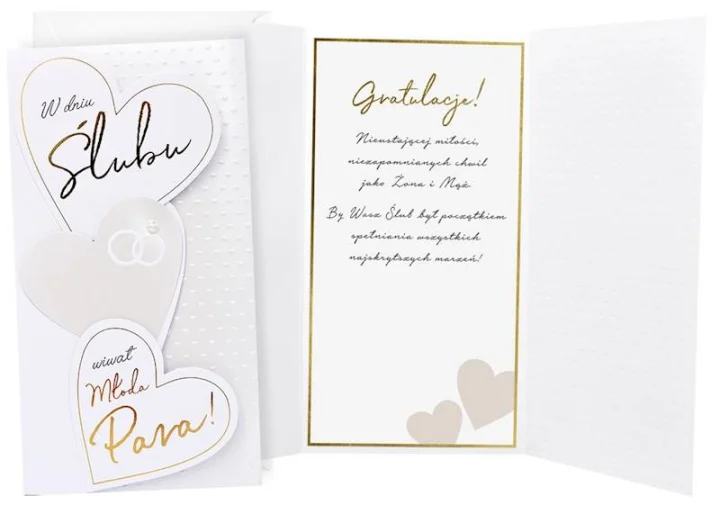 W dniu
Ślubu
wiwat
Młoda
Para!
Gratulacje!
Nieustającej miłości,
niezapomnianych chwil
jako Żona i Mąż.
By Wasz Ślub był początkiem
spełniania wszystkich
najskrytszych marzeń!